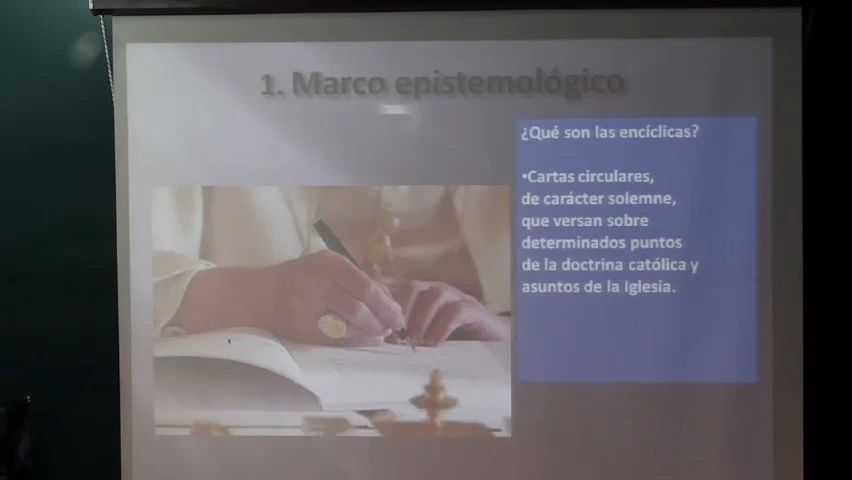 1. Marco epistemológico
¿Qué son las encíclicas?
•Cartas circulares,
de carácter solemne,
que versan sobre
determinados puntos
de la doctrina católica y
asuntos de la Iglesia.